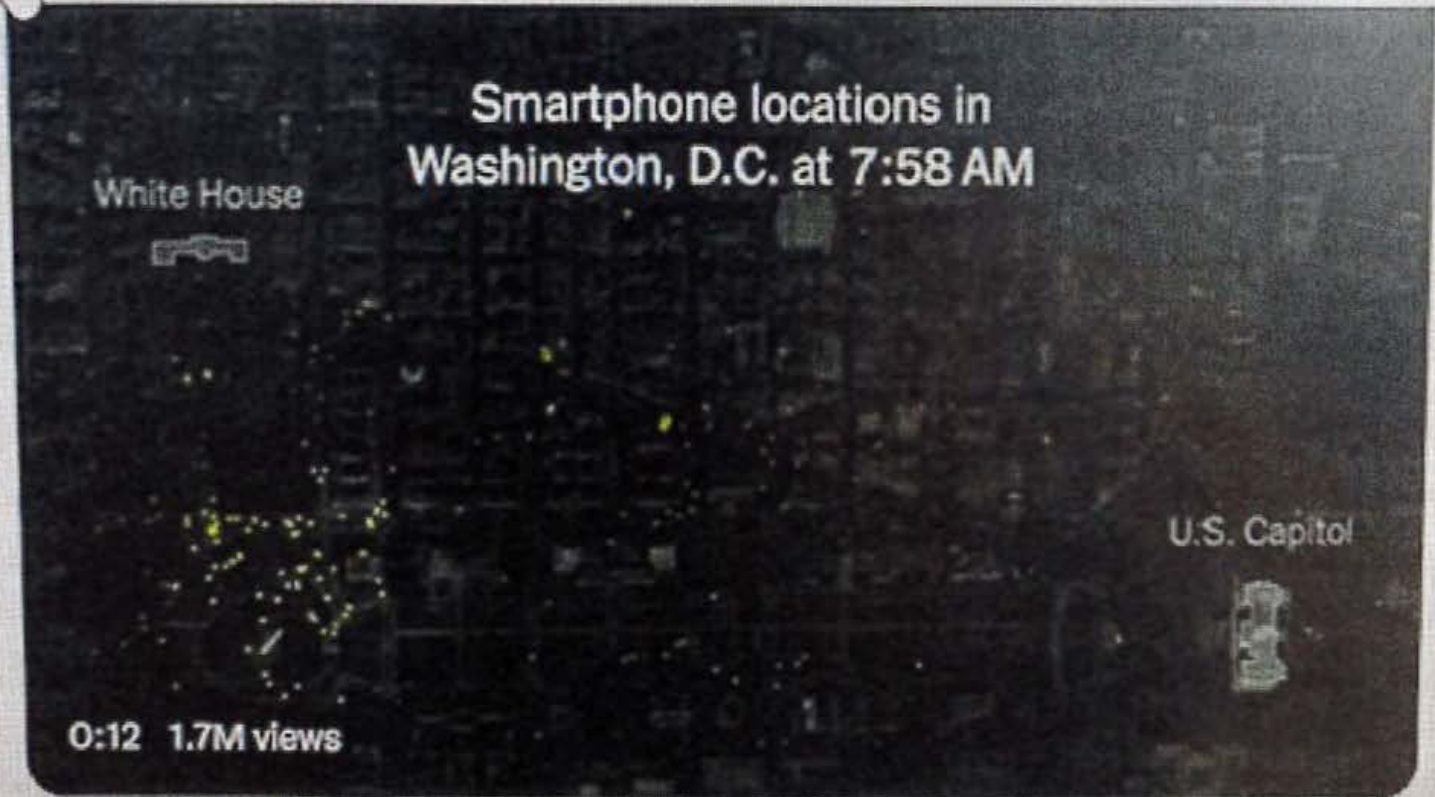 Smartphone locations in
Washington, D.C. at 7:58 AM
White House
U.S. Capitol
0:12 1.7M views